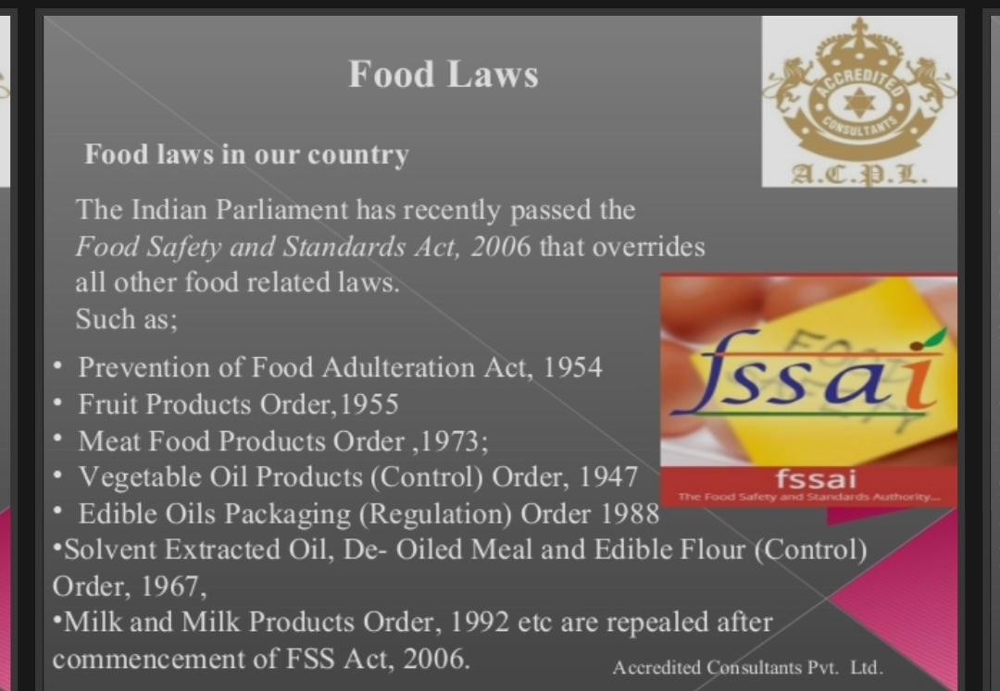 Food Laws
ACCREDITED
CONSULTANTS
A.C.P.L.
Food laws in our country
The Indian Parliament has recently passed the
Food Safety and Standards Act, 2006 that overrides
all other food related laws.
Such as;
• Prevention of Food Adulteration Act, 1954
• Fruit Products Order,1955
• Meat Food Products Order ,1973;
• Vegetable Oil Products (Control) Order, 1947
• Edible Oils Packaging (Regulation) Order 1988
•Solvent Extracted Oil, De- Oiled Meal and Edible Flour (Control)
Order, 1967,
•Milk and Milk Products Order, 1992 etc are repealed after
commencement of FSS Act, 2006.
FOOD
SAFETY
fssai
fssai
The Food Safety and Standards Authority...
Accredited Consultants Pvt. Ltd.